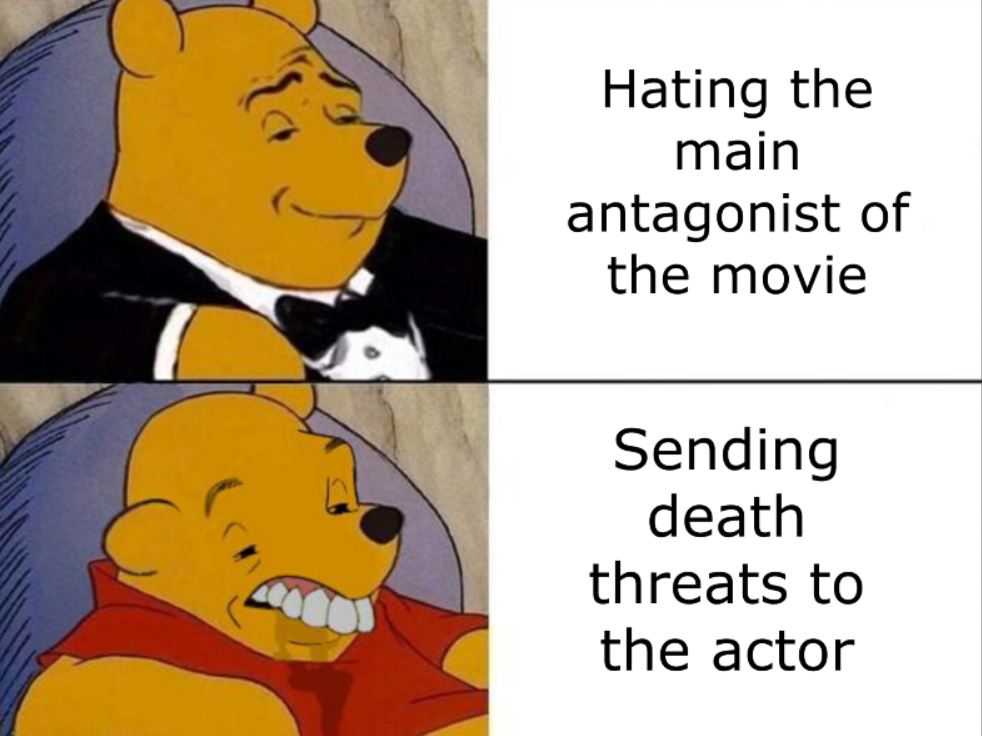 Hating the
main
antagonist of
the movie
Sending
death
threats to
the actor